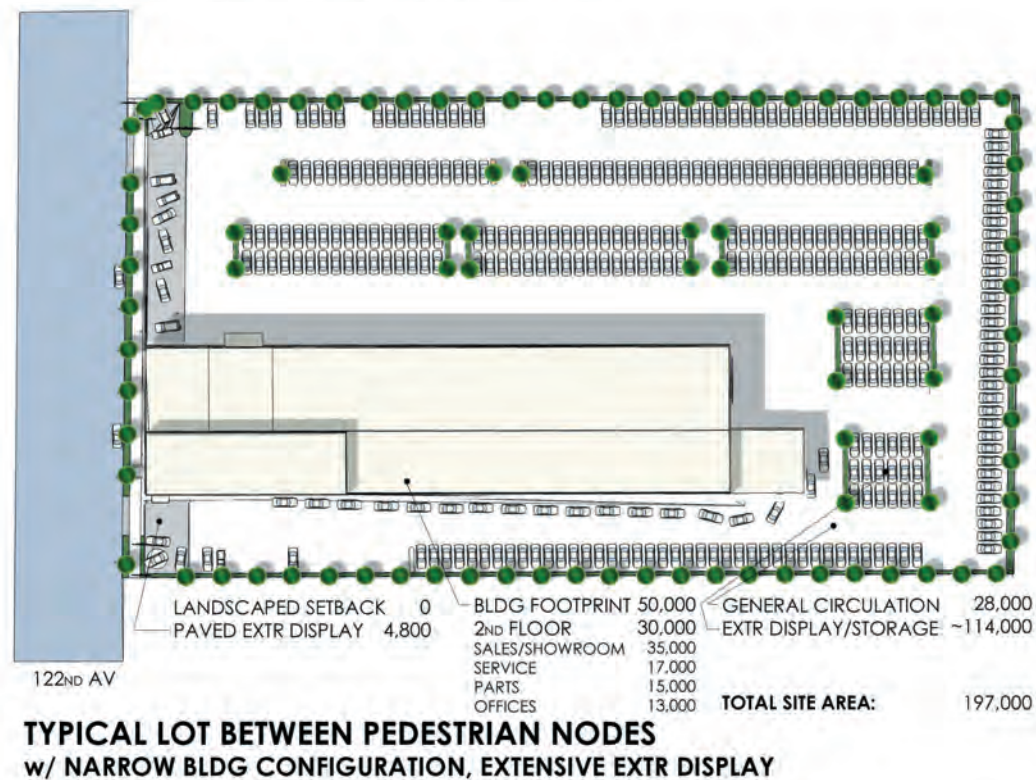 LANDSCAPED SETBACK 0
PAVED EXTR DISPLAY 4,800
BLDG FOOTPRINT 50,000
2ND FLOOR 30,000
SALES/SHOWROOM 35,000
SERVICE 17,000
PARTS 15,000
OFFICES 13,000
GENERAL CIRCULATION 28,000
EXTR DISPLAY/STORAGE ~114,000
TOTAL SITE AREA: 197,000
122ND AV
TYPICAL LOT BETWEEN PEDESTRIAN NODES
w/ NARROW BLDG CONFIGURATION, EXTENSIVE EXTR DISPLAY